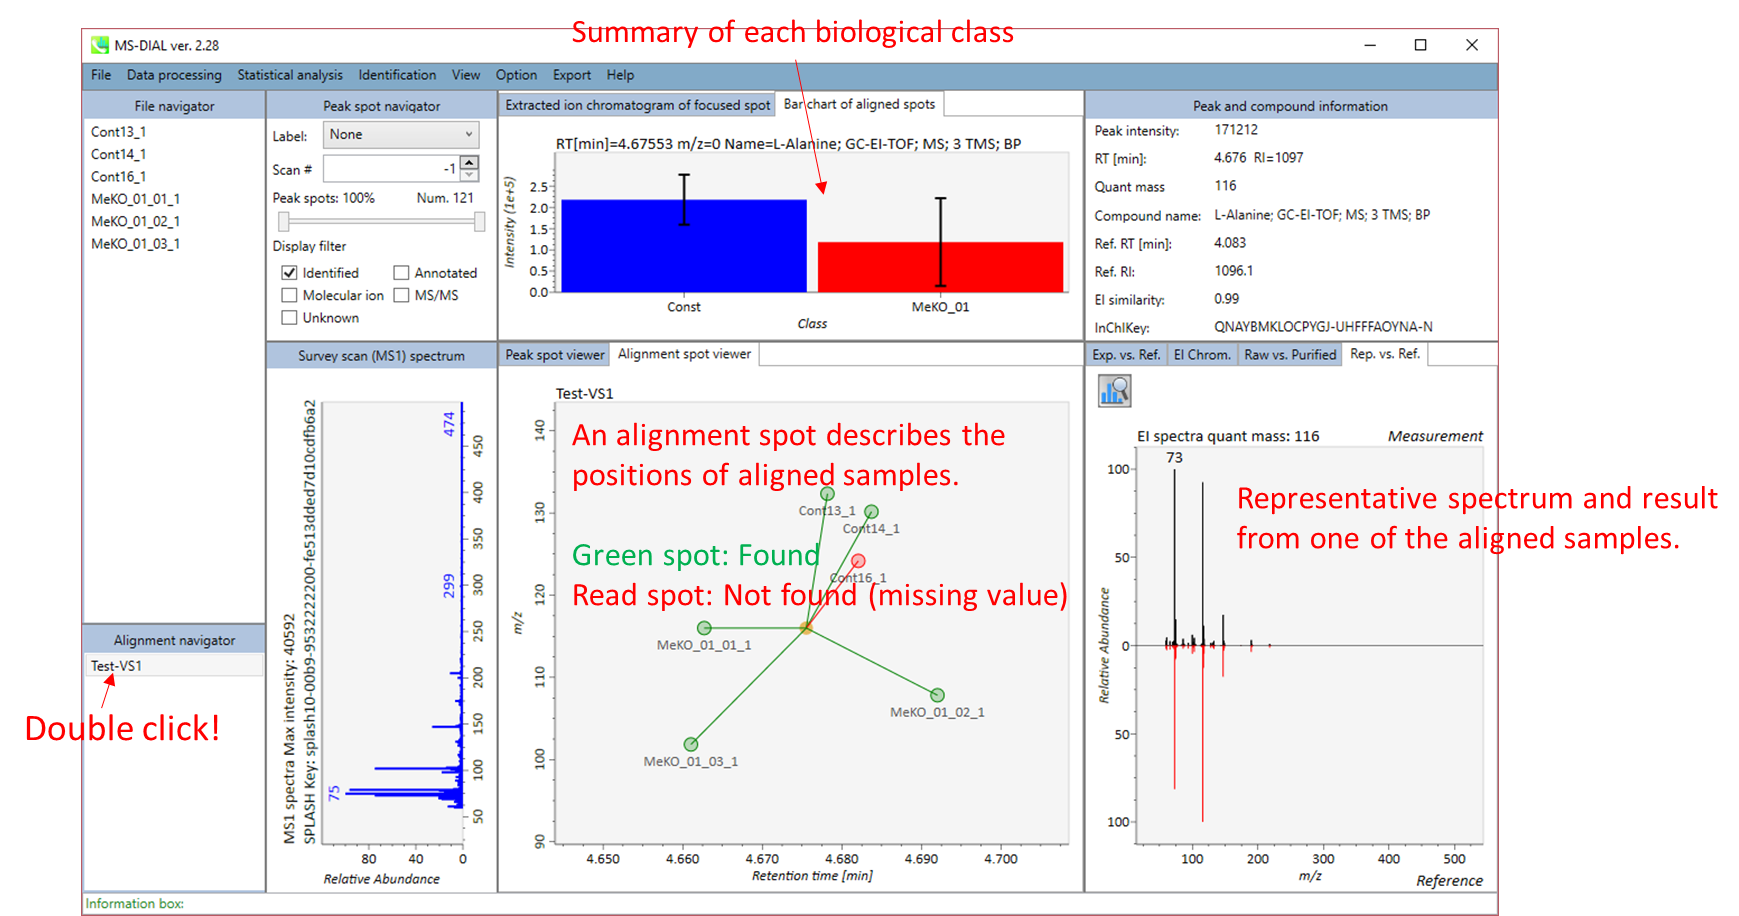 Summary of each biological class
MS-DIAL ver. 2.28
File Data processing Statistical analysis Identification View Option Export Help
File navigator
Cont13_1
Cont14_1
Cont16_1
MeKO_01_01_1
MeKO_01_02_1
MeKO_01_03_1
Alignment navigator
Test-VS1
Double click!
Peak spot navigator
Label: None
Scan # -1
Peak spots: 100% Num. 121
Display filter
Identified Annotated
Molecular ion MS/MS
Unknown
Survey scan (MS1) spectrum
MS1 spectra Max intensity: 40592
SPLASH Key: splash10-00b9-9532222200-fe513dded7d10cdfb6a2
474
299
75
450
400
350
300
250
200
150
100
50
80 40 0
Relative Abundance
Extracted ion chromatogram of focused spot Bar chart of aligned spots
RT[min]=4.67553 m/z=0 Name=L-Alanine; GC-EI-TOF; MS; 3 TMS; BP
Intensity (1e+5)
2.5
2.0
1.5
1.0
0.5
0.0
Const MeKO_01
Class
Peak spot viewer Alignment spot viewer
Test-VS1
An alignment spot describes the
positions of aligned samples.
Green spot: Found
Read spot: Not found (missing value)
Cont13_1
Cont14_1
Cont16_1
MeKO_01_01_1
MeKO_01_02_1
MeKO_01_03_1
m/z
140
130
120
110
100
90
4.650 4.660 4.670 4.680 4.690 4.700
Retention time [min]
Peak and compound information
Peak intensity: 171212
RT [min]: 4.676 RI=1097
Quant mass 116
Compound name: L-Alanine; GC-EI-TOF; MS; 3 TMS; BP
Ref. RT [min]: 4.083
Ref. RI: 1096.1
EI similarity: 0.99
InChIKey: QNAYBMKLOCPYGJ-UHFFFAOYNA-N
Exp. vs. Ref. EI Chrom. Raw vs. Purified Rep. vs. Ref.
EI spectra quant mass: 116 Measurement
73
Representative spectrum and result
from one of the aligned samples.
Relative Abundance
100
50
0
50
100
100 200 300 400 500
m/z
Reference
Information box: